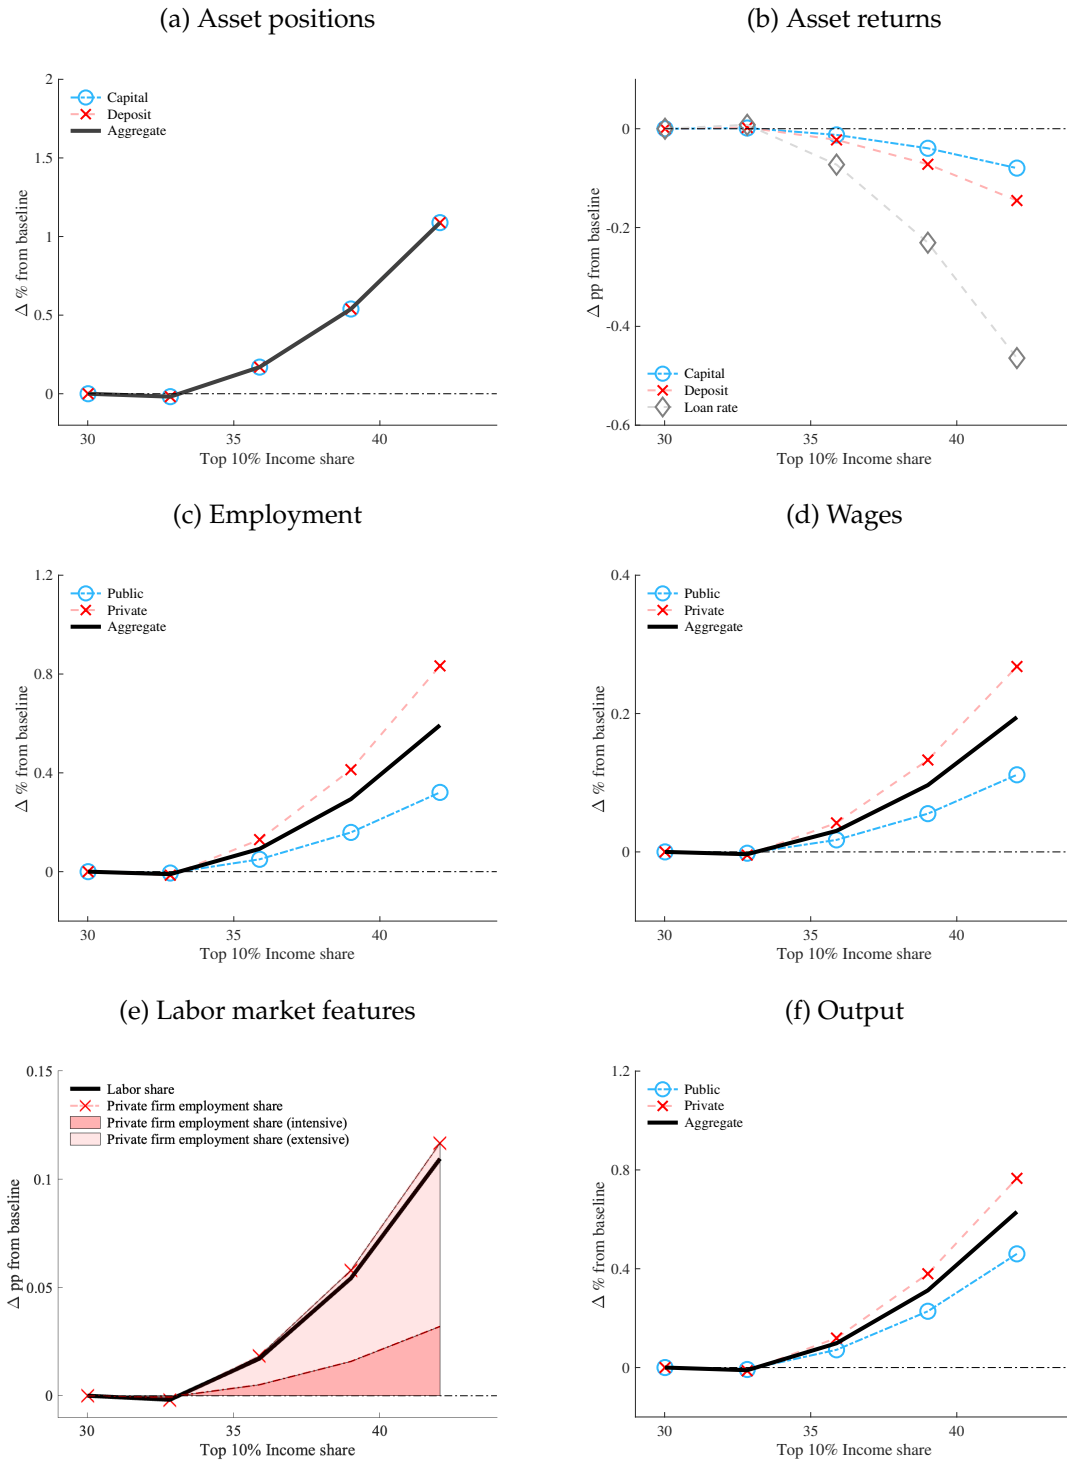 (a) Asset positions
2
1.5
1
0.5
0
Δ % from baseline
Capital
Deposit
Aggregate
30
35
40
Top 10% Income share
(b) Asset returns
0
-0.2
-0.4
-0.6
Δ pp from baseline
Capital
Deposit
Loan rate
30
35
40
Top 10% Income share
(c) Employment
1.2
0.8
0.4
0
Δ % from baseline
Public
Private
Aggregate
30
35
40
Top 10% Income share
(d) Wages
0.4
0.2
0
Δ % from baseline
Public
Private
Aggregate
30
35
40
Top 10% Income share
(e) Labor market features
0.15
0.1
0.05
0
Δ pp from baseline
Labor share
Private firm employment share
Private firm employment share (intensive)
Private firm employment share (extensive)
30
35
40
Top 10% Income share
(f) Output
1.2
0.8
0.4
0
Δ % from baseline
Public
Private
Aggregate
30
35
40
Top 10% Income share